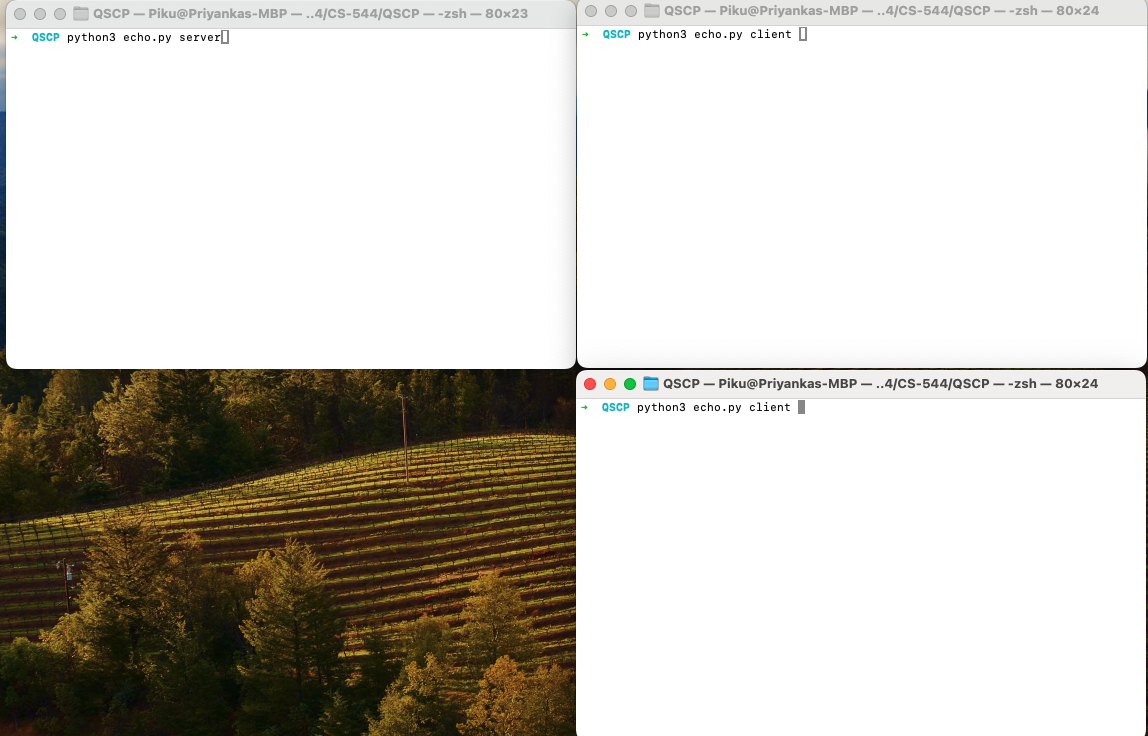 QSCP — Piku@Priyankas-MBP — ..4/CS-544/QSCP — -zsh — 80×23
➜ QSCP python3 echo.py server
QSCP — Piku@Priyankas-MBP — ..4/CS-544/QSCP — -zsh — 80×24
➜ QSCP python3 echo.py client
QSCP — Piku@Priyankas-MBP — ..4/CS-544/QSCP — -zsh — 80×24
➜ QSCP python3 echo.py client